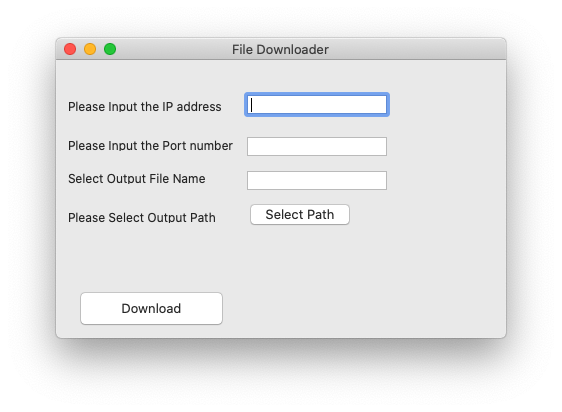 File Downloader
Please Input the IP address
Please Input the Port number
Select Output File Name
Please Select Output Path
Select Path
Download